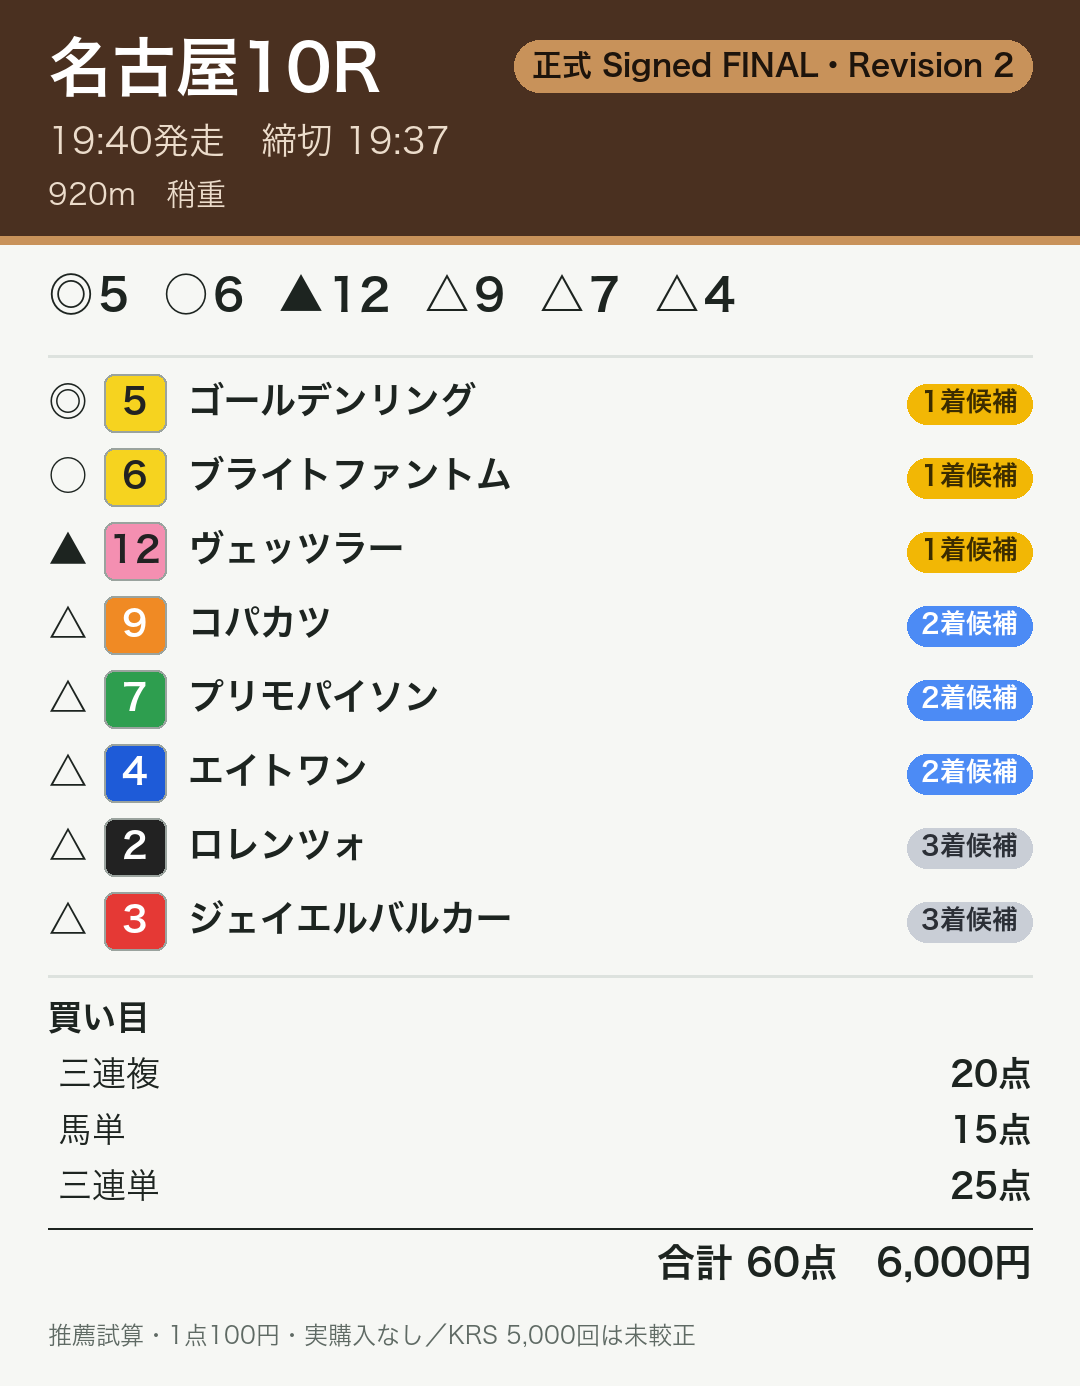 名古屋10R
正式 Signed FINAL・Revision 2
19:40発走　締切 19:37
920m　稍重
◎5 ○6 ▲12 △9 △7 △4
◎ 5 ゴールデンリング 1着候補
○ 6 ブライトファントム 1着候補
▲ 12 ヴェッツラー 1着候補
△ 9 コパカツ 2着候補
△ 7 プリモパイソン 2着候補
△ 4 エイトワン 2着候補
△ 2 ロレンツォ 3着候補
△ 3 ジェイエルバルカー 3着候補
買い目
三連複 20点
馬単 15点
三連単 25点
合計 60点　6,000円
推薦試算・1点100円・実購入なし／KRS 5,000回は未較正